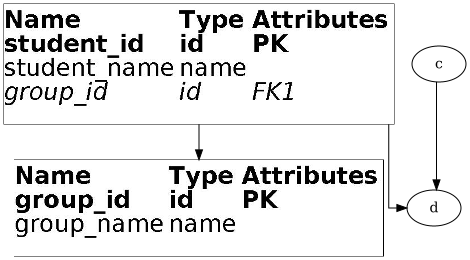 Name Type Attributes
student_id id PK
student_name name
group_id id FK1
c
Name Type Attributes
group_id id PK
group_name name
d